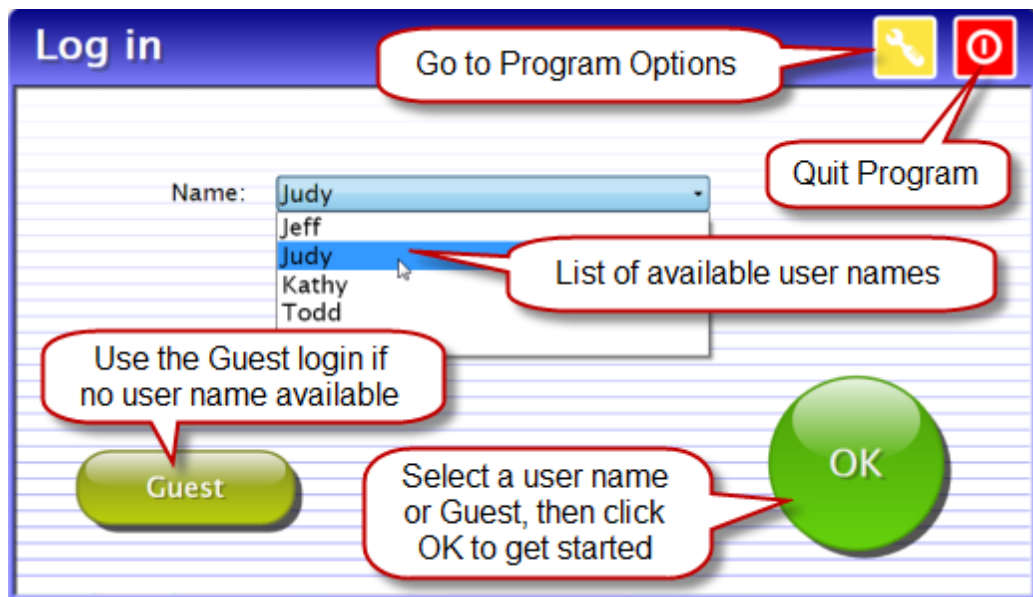 Log in
Go to Program Options
Quit Program
Name:
Judy
Jeff
Judy
List of available user names
Kathy
Todd
Use the Guest login if
no user name available
Guest
Select a user name
or Guest, then click
OK to get started
OK